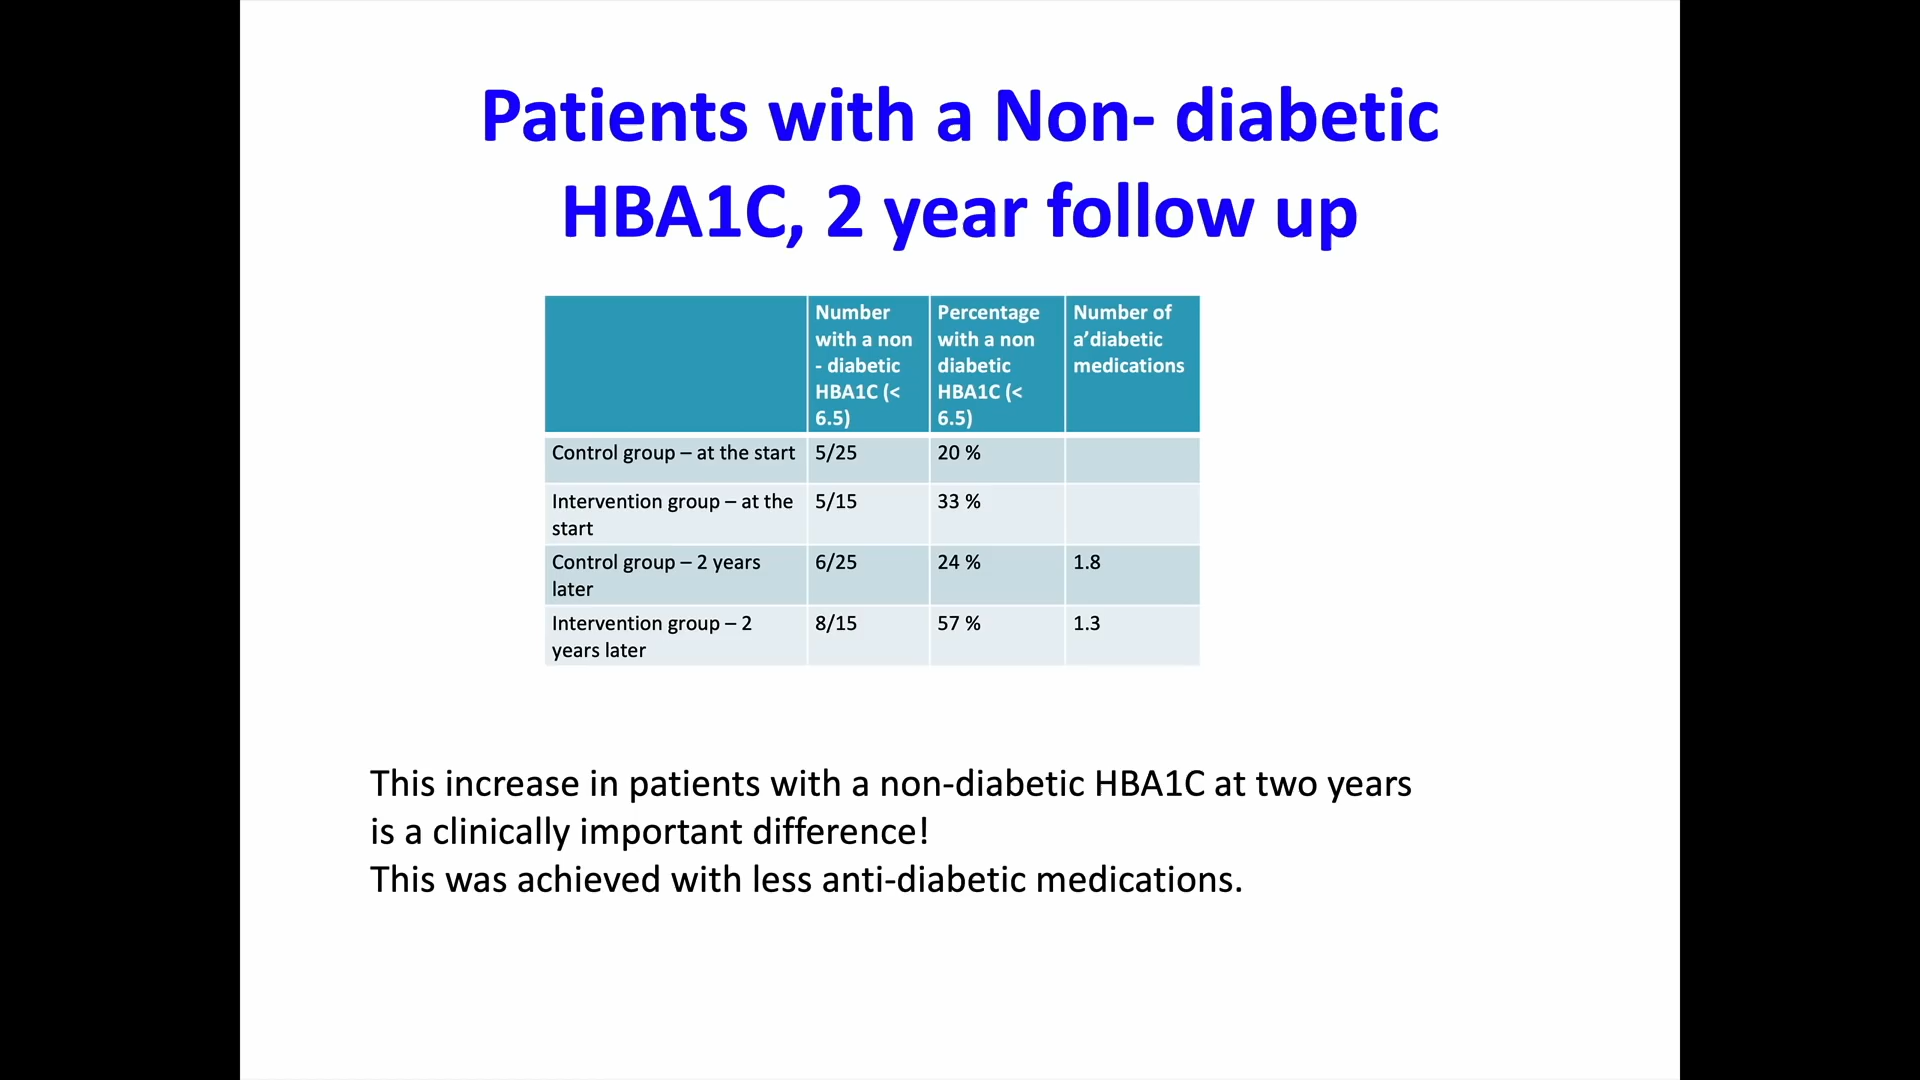 Patients with a Non- diabetic
HBA1C, 2 year follow up
Number
with a non
- diabetic
HBA1C (<
6.5)
Percentage
with a non
diabetic
HBA1C (<
6.5)
Number of
a’diabetic
medications
Control group – at the start
5/25
20 %
Intervention group – at the
start
5/15
33 %
Control group – 2 years
later
6/25
24 %
1.8
Intervention group – 2
years later
8/15
57 %
1.3
This increase in patients with a non-diabetic HBA1C at two years
is a clinically important difference!
This was achieved with less anti-diabetic medications.